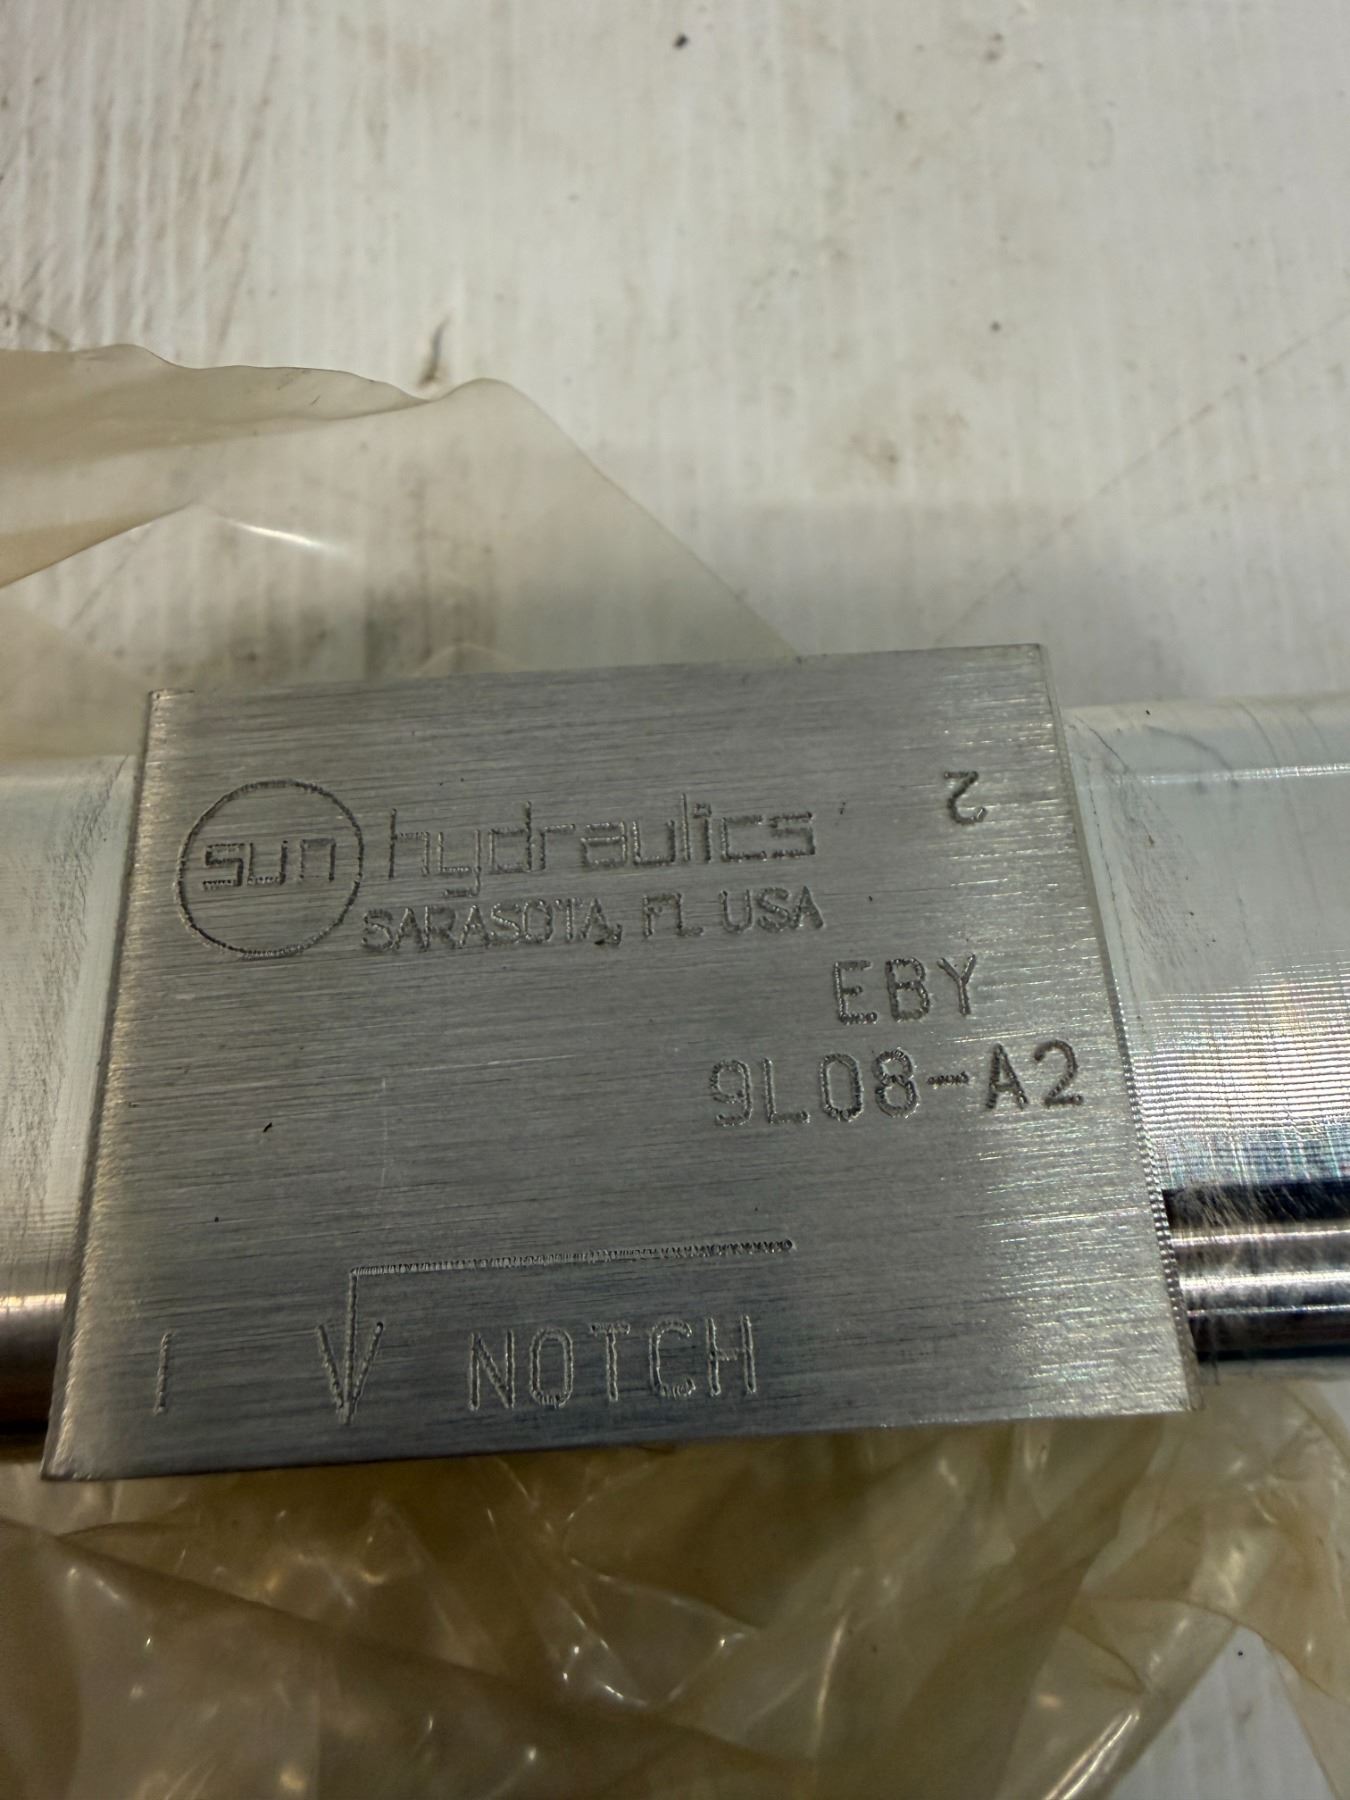 2
sun hydraulics
SARASOTA, FL USA
EBY
9L08-A2
1 NOTCH